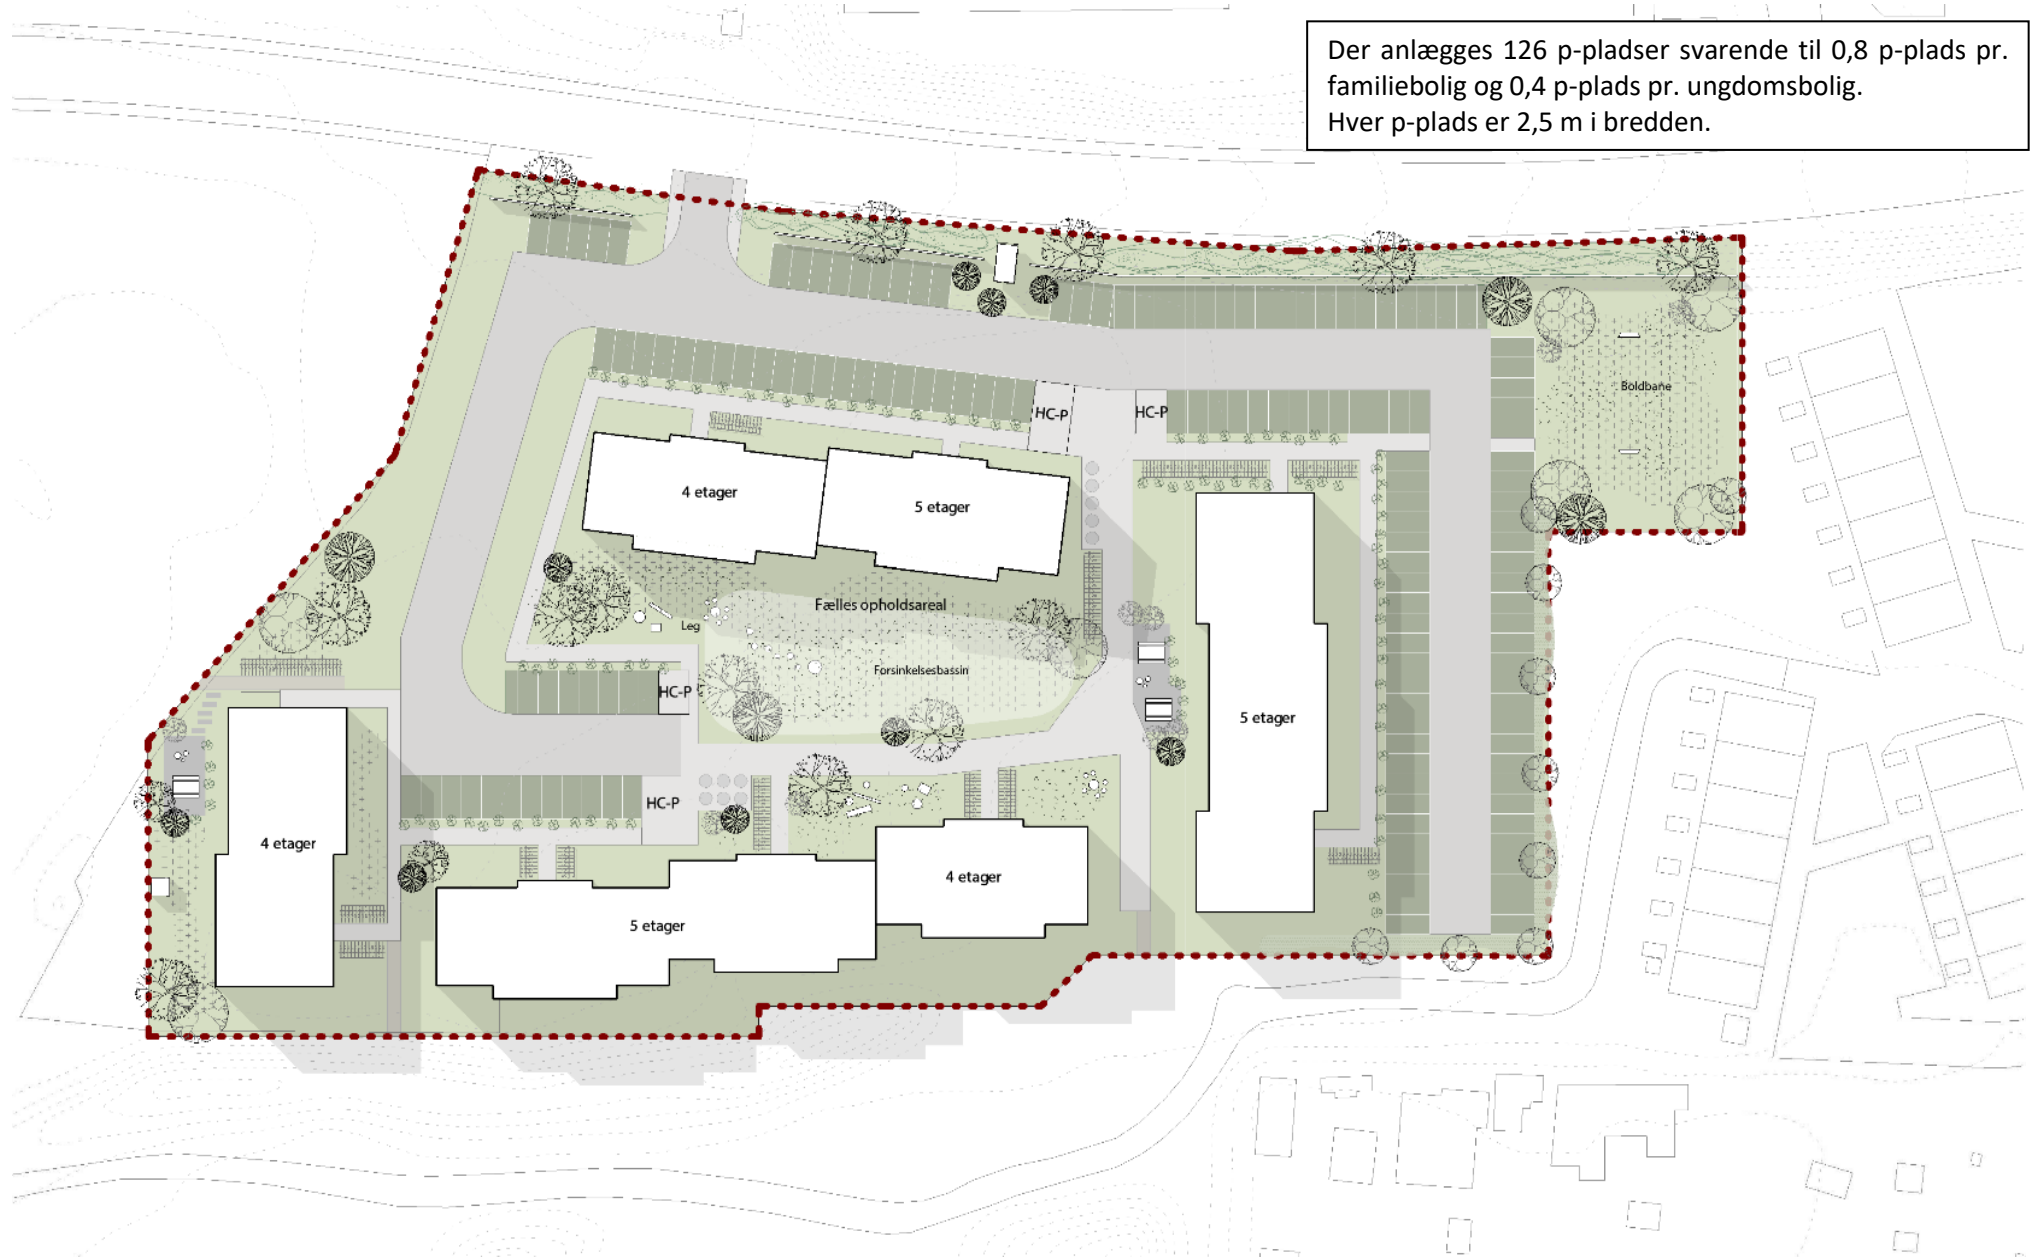 Der anlægges 126 p-pladser svarende til 0,8 p-plads pr.
familiebolig og 0,4 p-plads pr. ungdomsbolig.
Hver p-plads er 2,5 m i bredden.
Boldbane
HC-P
HC-P
4 etager
5 etager
Fælles opholdsareal
Leg
Forsinkelsesbassin
HC-P
5 etager
HC-P
4 etager
4 etager
5 etager